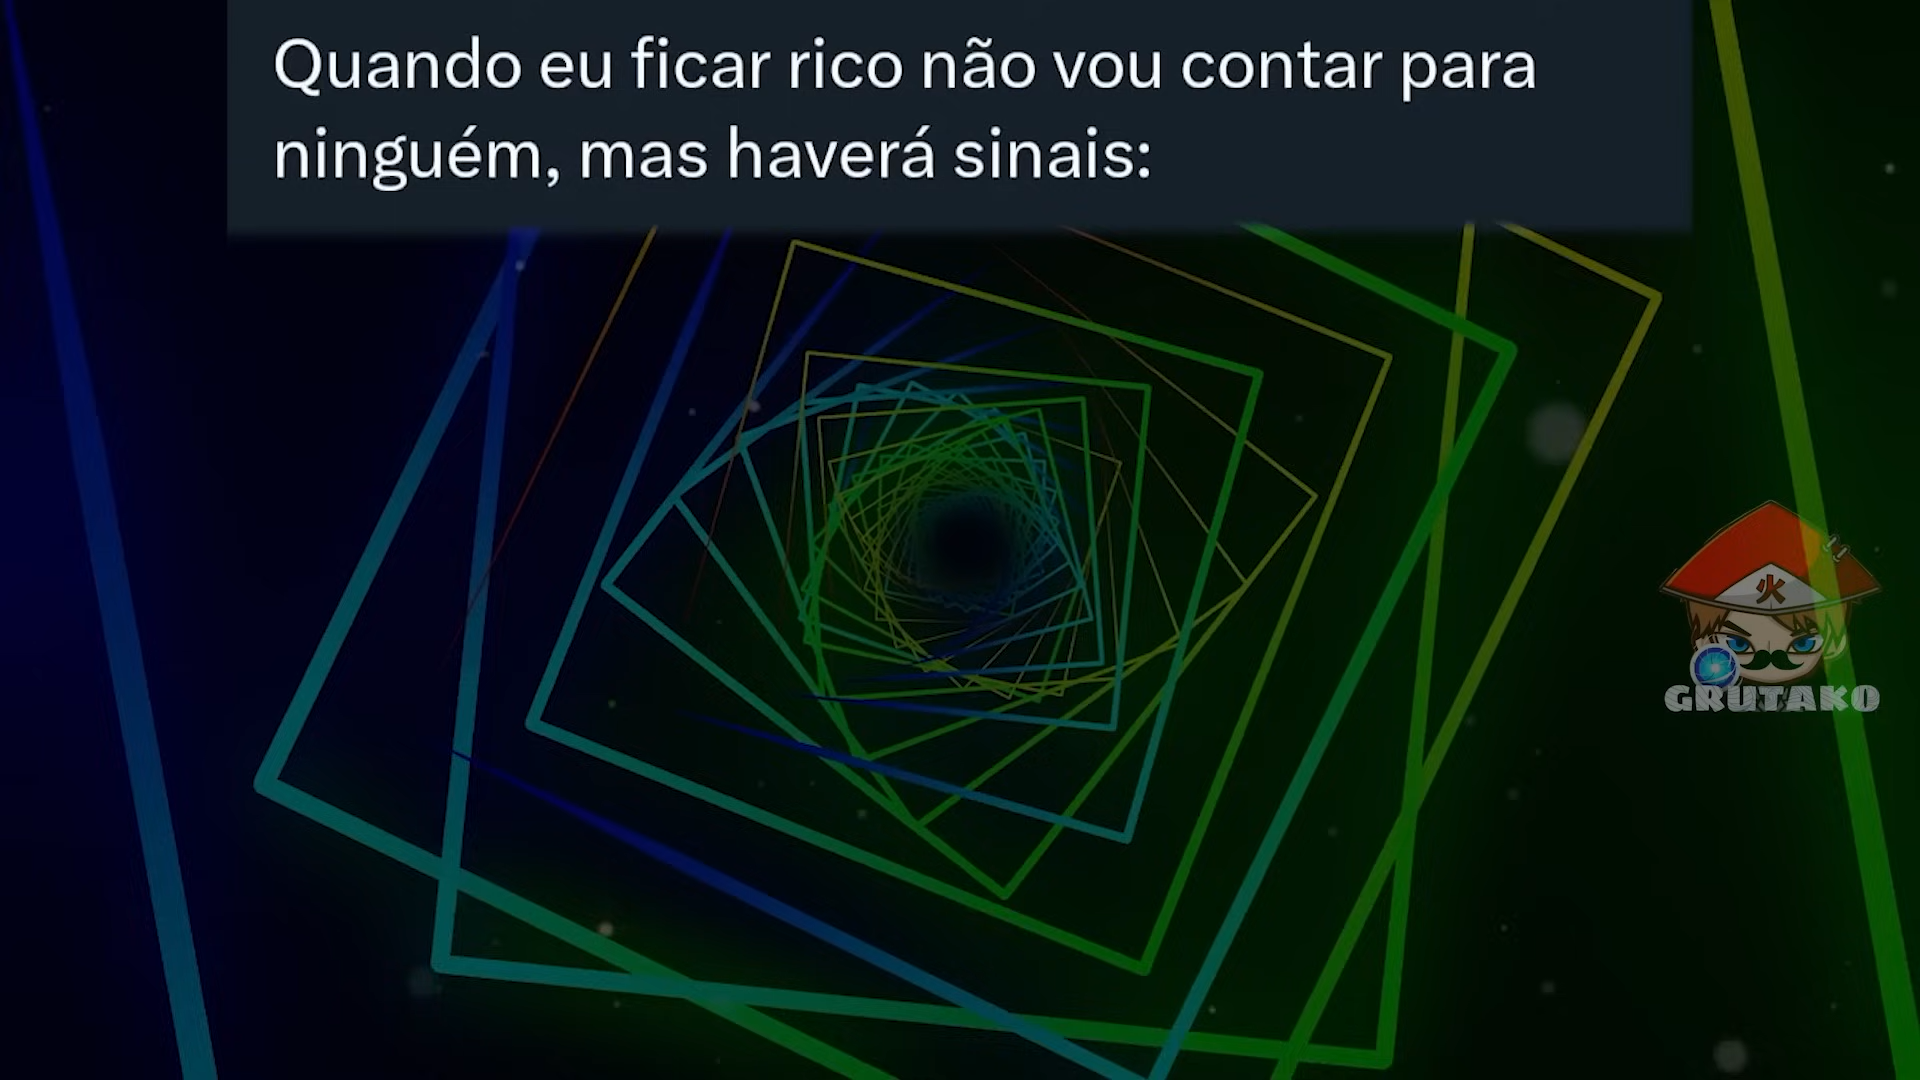 Quando eu ficar rico não vou contar para
ninguém, mas haverá sinais:
火
GRUTAKO